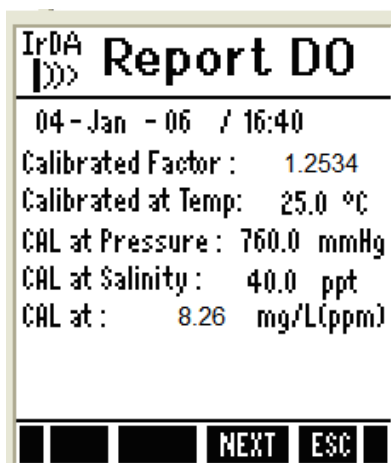 IrDA Report DO
04-Jan - 06 / 16:40
Calibrated Factor : 1.2534
Calibrated at Temp: 25.0 ºC
CAL at Pressure : 760.0 mmHg
CAL at Salinity : 40.0 ppt
CAL at : 8.26 mg/L(ppm)
NEXT ESC